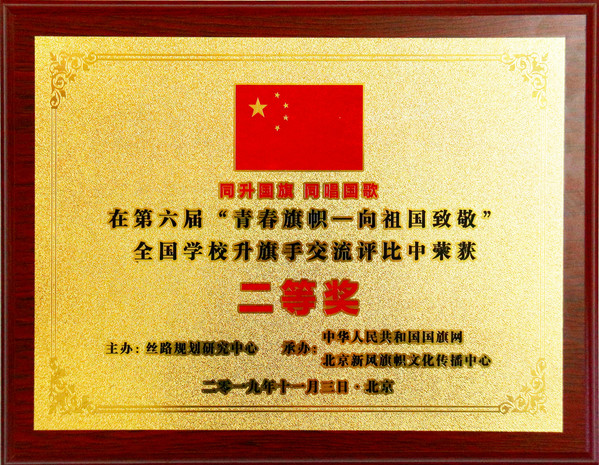 同升国旗 同唱国歌
在第六届“青春旗帜—向祖国致敬”
全国学校升旗手交流评比中荣获
二等奖
主办：丝路规划研究中心 承办：中华人民共和国国旗网
北京新风旗帜文化传播中心
二零一九年十一月三日·北京